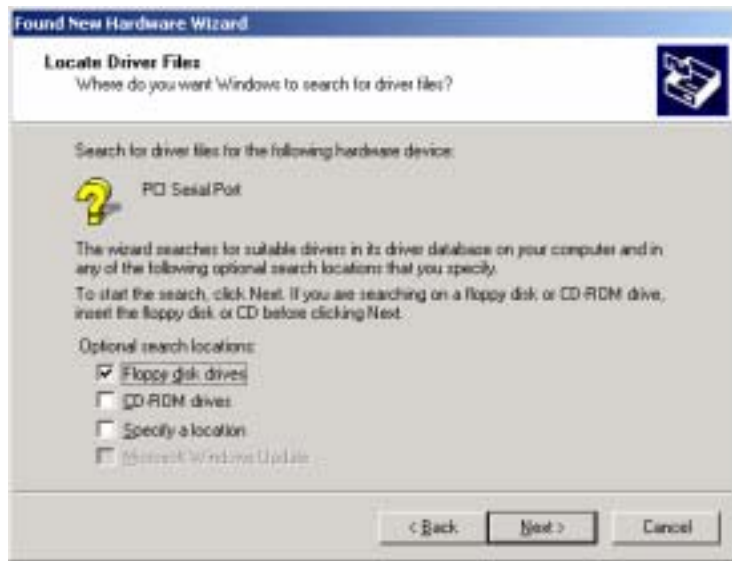 Found New Hardware Wizard
Locate Driver Files
Where do you want Windows to search for driver files?
Search for driver files for the following hardware device:
PCI Serial Port
The wizard searches for suitable drivers in its driver database on your computer and in
any of the following optional search locations that you specify.
To start the search, click Next. If you are searching on a floppy disk or CD-ROM drive,
insert the floppy disk or CD before clicking Next.
Optional search locations:
Floppy disk drives
CD-ROM drives
Specify a location
Microsoft Windows Update
< Back
Next >
Cancel